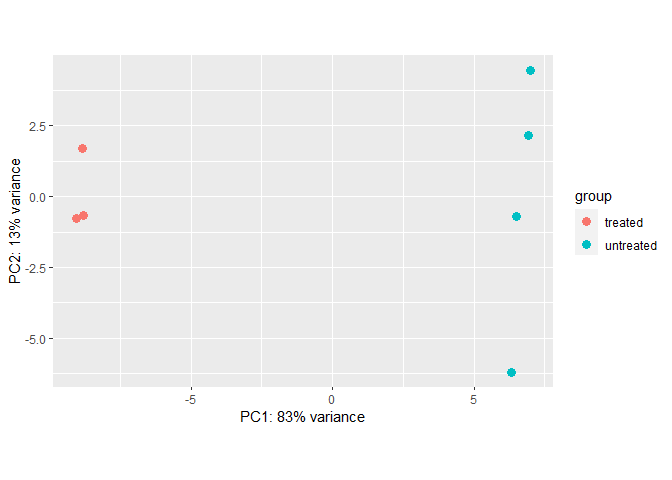 PC2: 13% variance
2.5
0.0
-2.5
-5.0
-5
0
5
PC1: 83% variance
group
treated
untreated